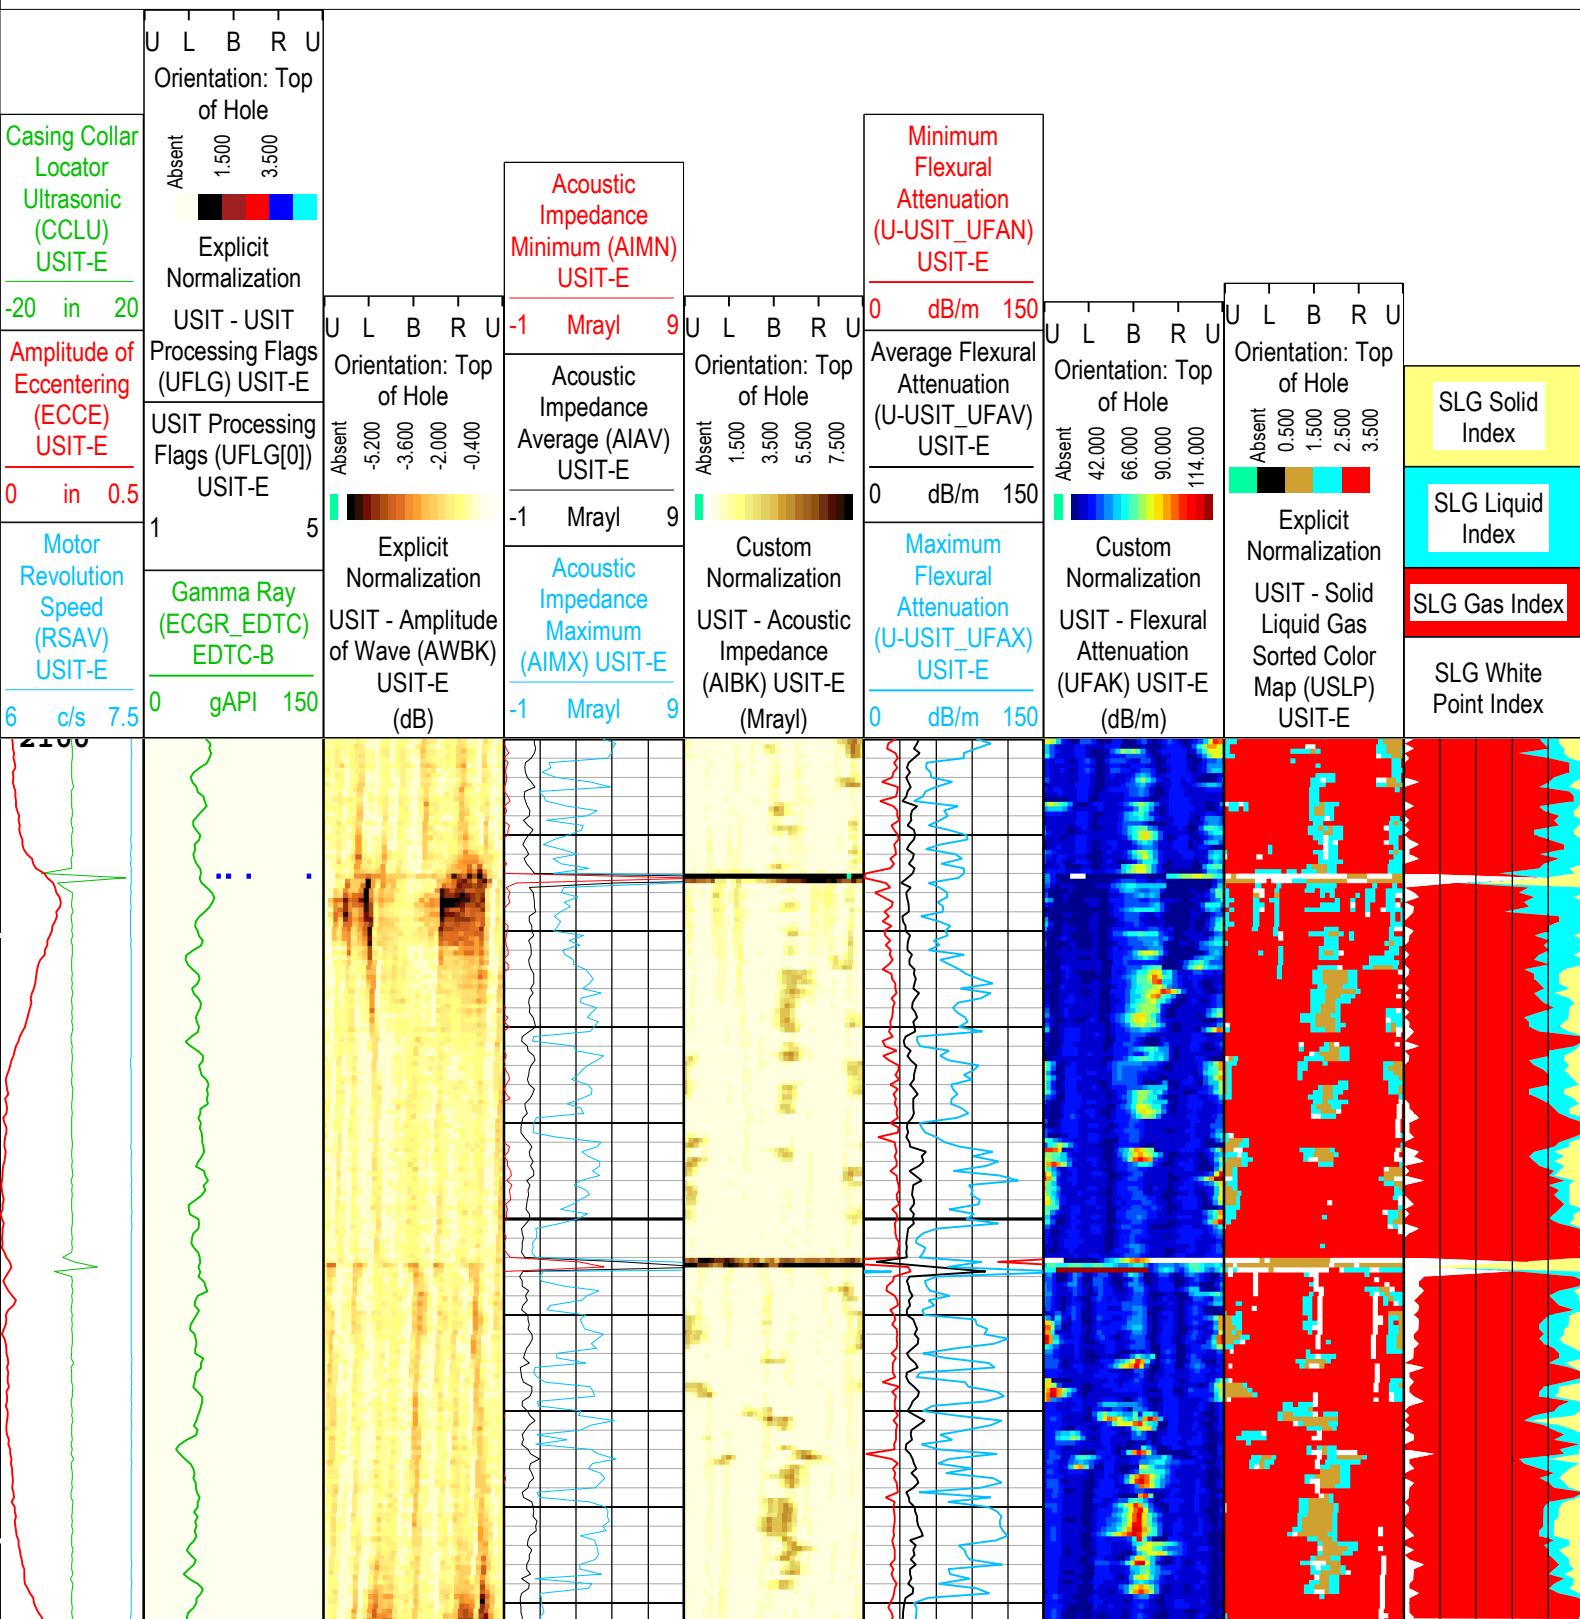 Casing Collar
Locator
Ultrasonic
(CCLU)
USIT-E
-20 in 20
Amplitude of
Eccentering
(ECCE)
USIT-E
0 in 0.5
Motor
Revolution
Speed
(RSAV)
USIT-E
6 c/s 7.5
U L B R U
Orientation: Top
of Hole
Absent 1.500 3.500
Explicit
Normalization
USIT - USIT
Processing Flags
(UFLG) USIT-E
USIT Processing
Flags (UFLG[0])
USIT-E
1 5
Gamma Ray
(ECGR_EDTC)
EDTC-B
0 gAPI 150
U L B R U
Orientation: Top
of Hole
Absent -5.200 -3.600 -2.000 -0.400
Explicit
Normalization
USIT - Amplitude
of Wave (AWBK)
USIT-E
(dB)
Acoustic
Impedance
Minimum (AIMN)
USIT-E
-1 Mrayl 9
Acoustic
Impedance
Average (AIAV)
USIT-E
-1 Mrayl 9
Acoustic
Impedance
Maximum
(AIMX) USIT-E
-1 Mrayl 9
U L B R U
Orientation: Top
of Hole
Absent 1.500 3.500 5.500 7.500
Custom
Normalization
USIT - Acoustic
Impedance
(AIBK) USIT-E
(Mrayl)
Minimum
Flexural
Attenuation
(U-USIT_UFAN)
USIT-E
0 dB/m 150
Average Flexural
Attenuation
(U-USIT_UFAV)
USIT-E
0 dB/m 150
Maximum
Flexural
Attenuation
(U-USIT_UFAX)
USIT-E
0 dB/m 150
U L B R U
Orientation: Top
of Hole
Absent 42.000 66.000 90.000 114.000
Custom
Normalization
USIT - Flexural
Attenuation
(UFAK) USIT-E
(dB/m)
U L B R U
Orientation: Top
of Hole
Absent 0.500 1.500 2.500 3.500
Explicit
Normalization
USIT - Solid
Liquid Gas
Sorted Color
Map (USLP)
USIT-E
SLG Solid
Index
SLG Liquid
Index
SLG Gas Index
SLG White
Point Index
2100